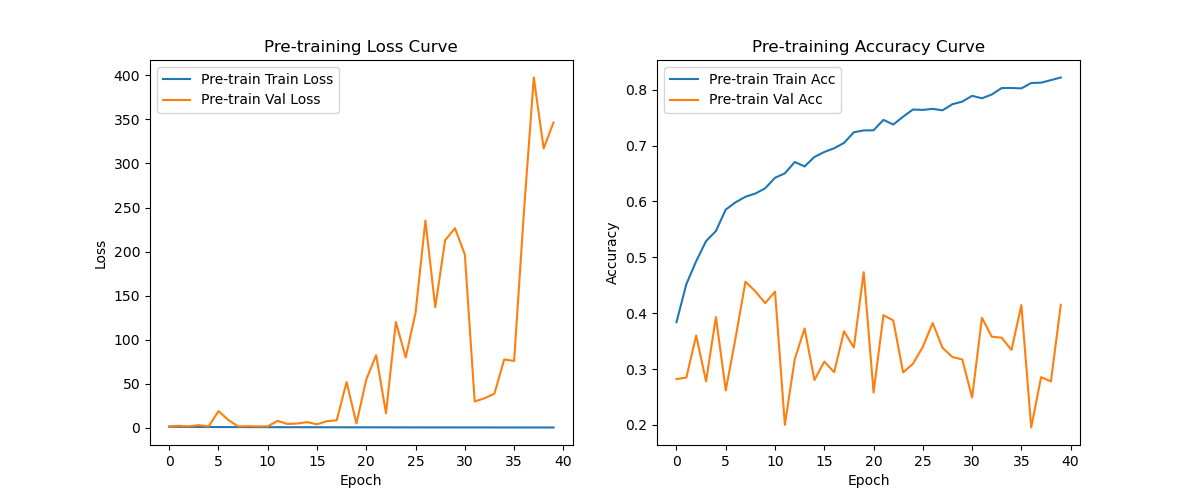 Pre-training Loss Curve
Pre-train Train Loss
Pre-train Val Loss
400
350
300
250
200
150
100
50
0
Loss
0 5 10 15 20 25 30 35 40
Epoch
Pre-training Accuracy Curve
Pre-train Train Acc
Pre-train Val Acc
0.8
0.7
0.6
0.5
0.4
0.3
0.2
Accuracy
0 5 10 15 20 25 30 35 40
Epoch